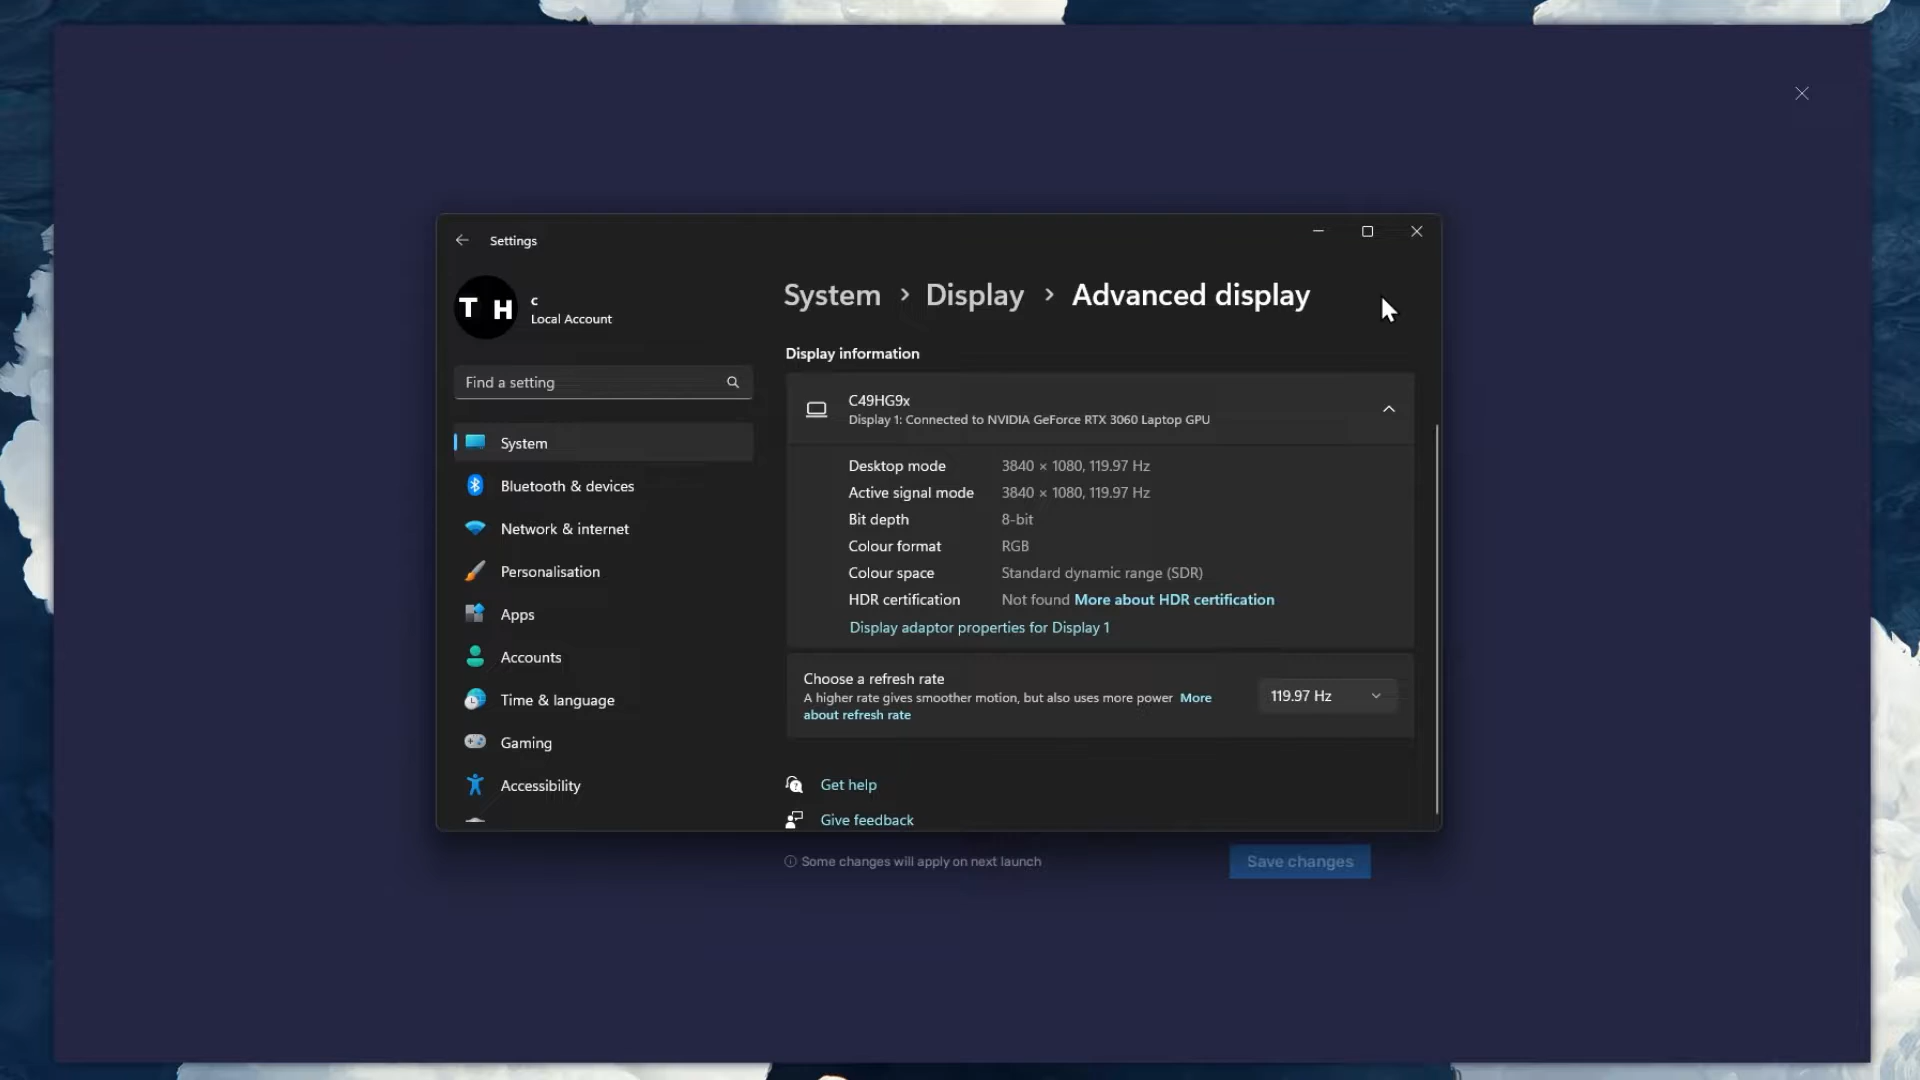 Settings
T H
c
Local Account
Find a setting
System
Bluetooth & devices
Network & internet
Personalisation
Apps
Accounts
Time & language
Gaming
Accessibility
System > Display > Advanced display
Display information
C49HG9x
Display 1: Connected to NVIDIA GeForce RTX 3060 Laptop GPU
Desktop mode 3840 × 1080, 119.97 Hz
Active signal mode 3840 × 1080, 119.97 Hz
Bit depth 8-bit
Colour format RGB
Colour space Standard dynamic range (SDR)
HDR certification Not found More about HDR certification
Display adaptor properties for Display 1
Choose a refresh rate
A higher rate gives smoother motion, but also uses more power More
about refresh rate
119.97 Hz
Get help
Give feedback
Some changes will apply on next launch
Save changes